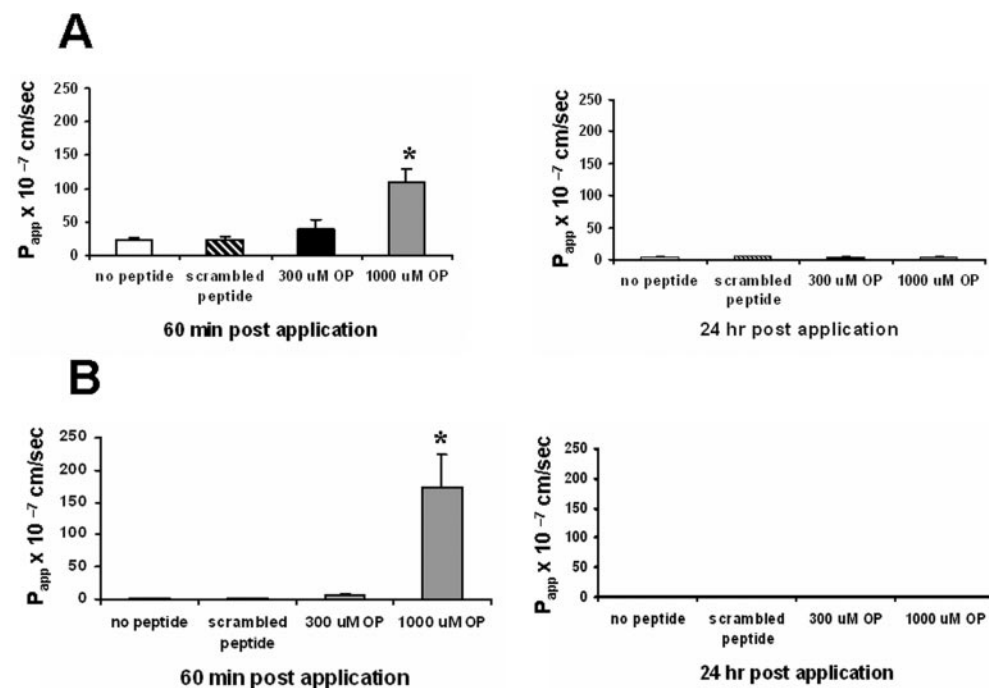 A
P_app x 10^-7 cm/sec
250
200
150
100
50
0
*
no peptide scrambled peptide 300 uM OP 1000 uM OP
60 min post application
P_app x 10^-7 cm/sec
250
200
150
100
50
0
no peptide scrambled peptide 300 uM OP 1000 uM OP
24 hr post application
B
P_app x 10^-7 cm/sec
250
200
150
100
50
0
*
no peptide scrambled peptide 300 uM OP 1000 uM OP
60 min post application
P_app x 10^-7 cm/sec
250
200
150
100
50
0
no peptide scrambled peptide 300 uM OP 1000 uM OP
24 hr post application